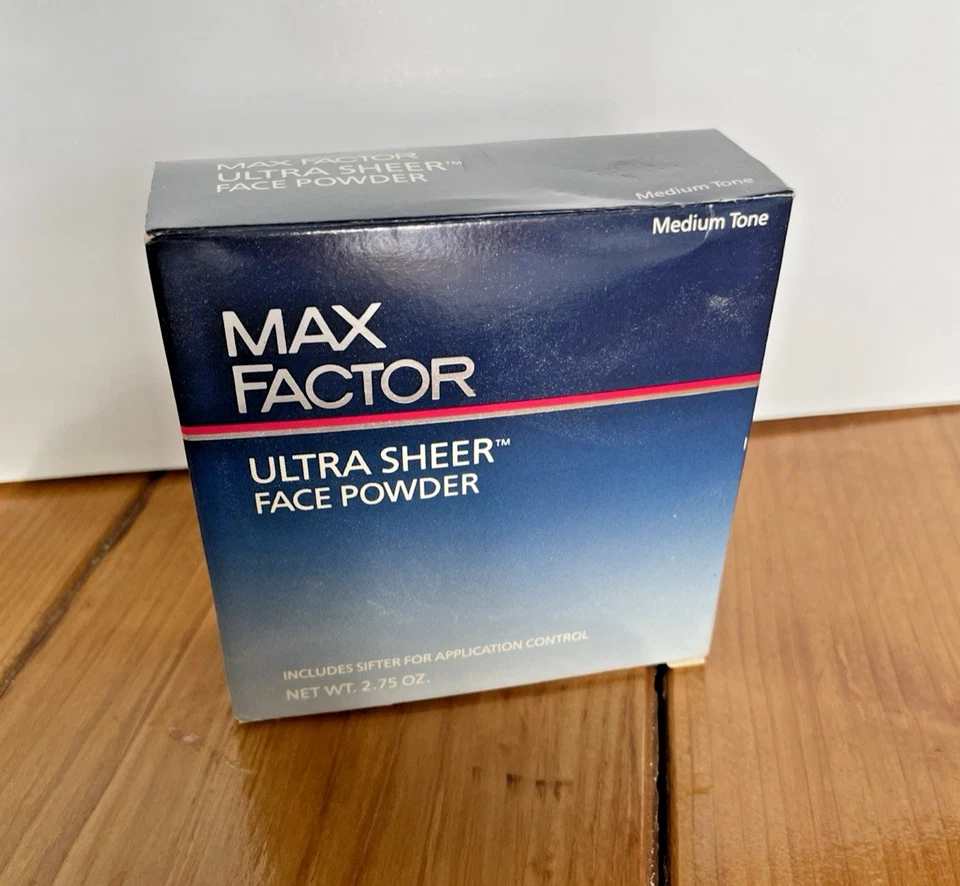 MAX FACTOR
ULTRA SHEER™
FACE POWDER
Medium Tone
Medium Tone
MAX
FACTOR
ULTRA SHEER™
FACE POWDER
INCLUDES SIFTER FOR APPLICATION CONTROL
NET WT. 2.75 OZ.